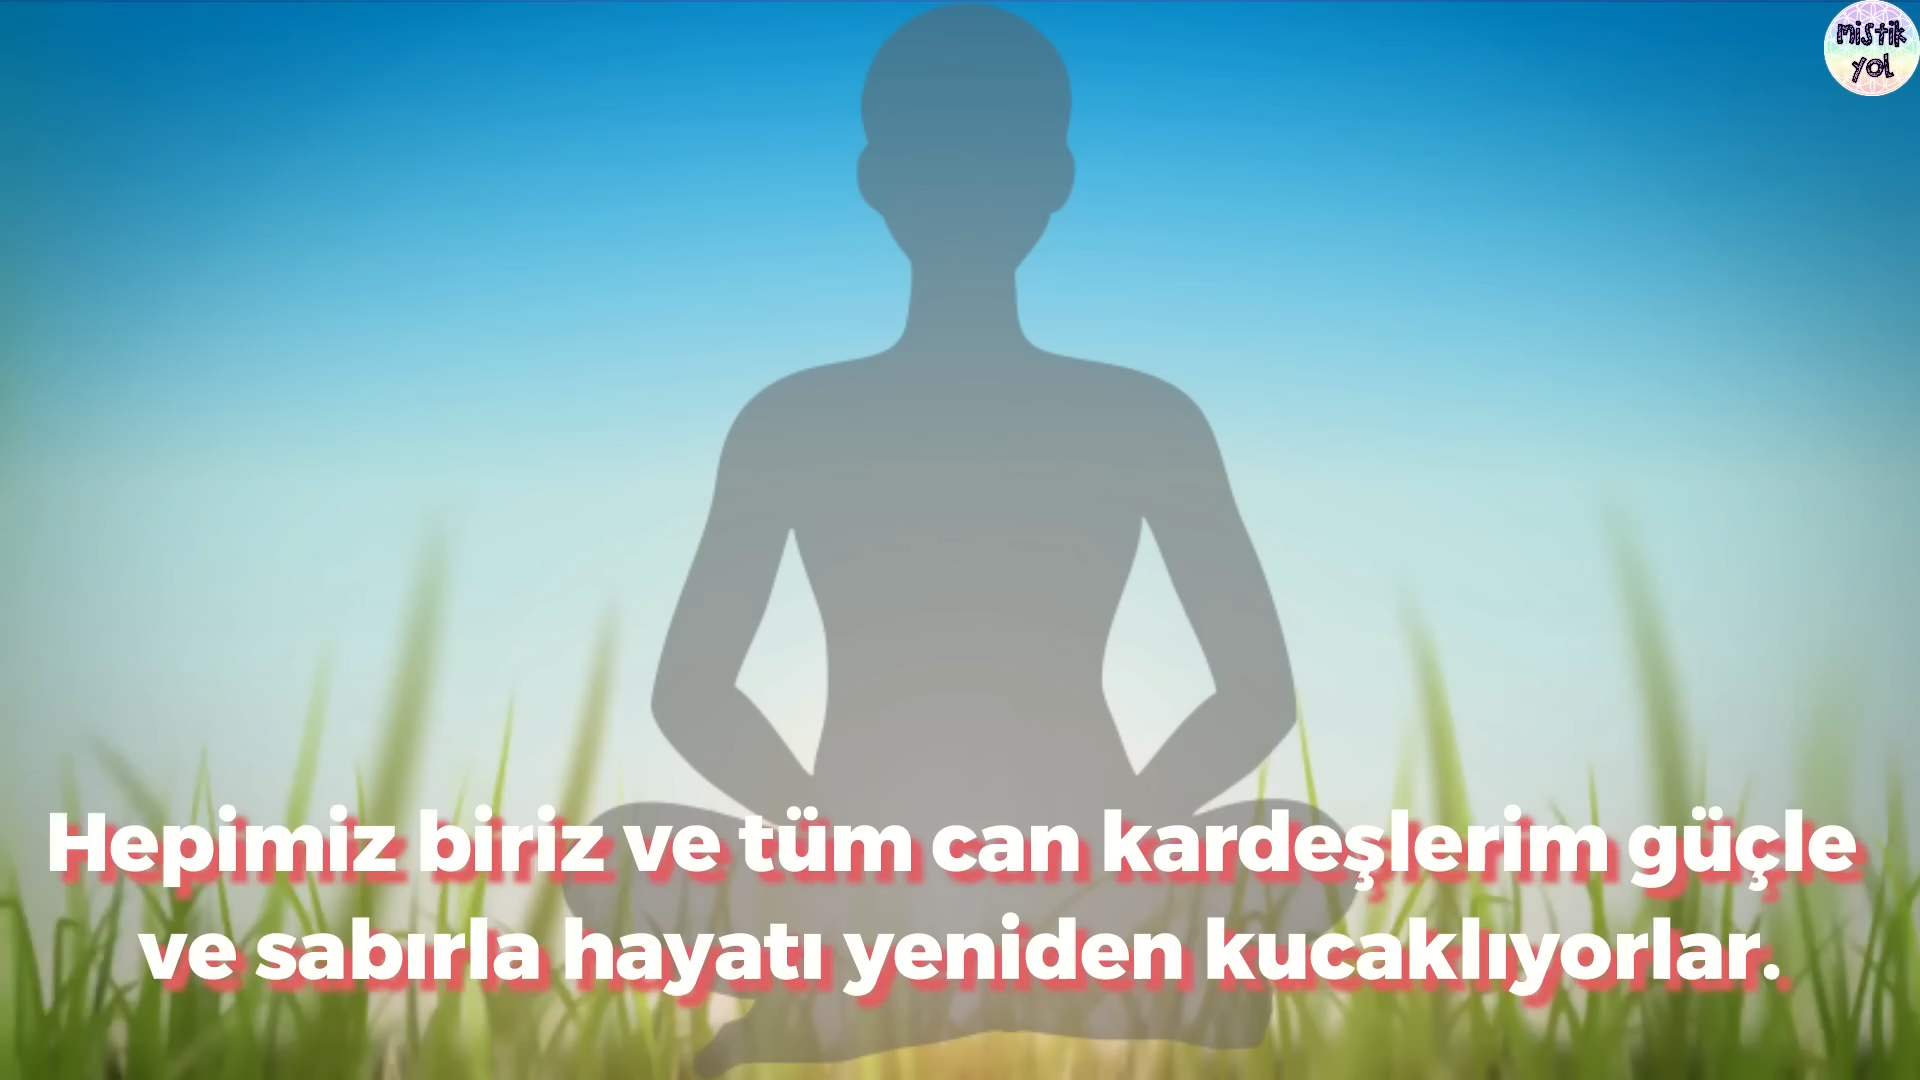 mistik
yol
Hepimiz biriz ve tüm can kardeşlerim güçle
ve sabırla hayatı yeniden kucaklıyorlar.